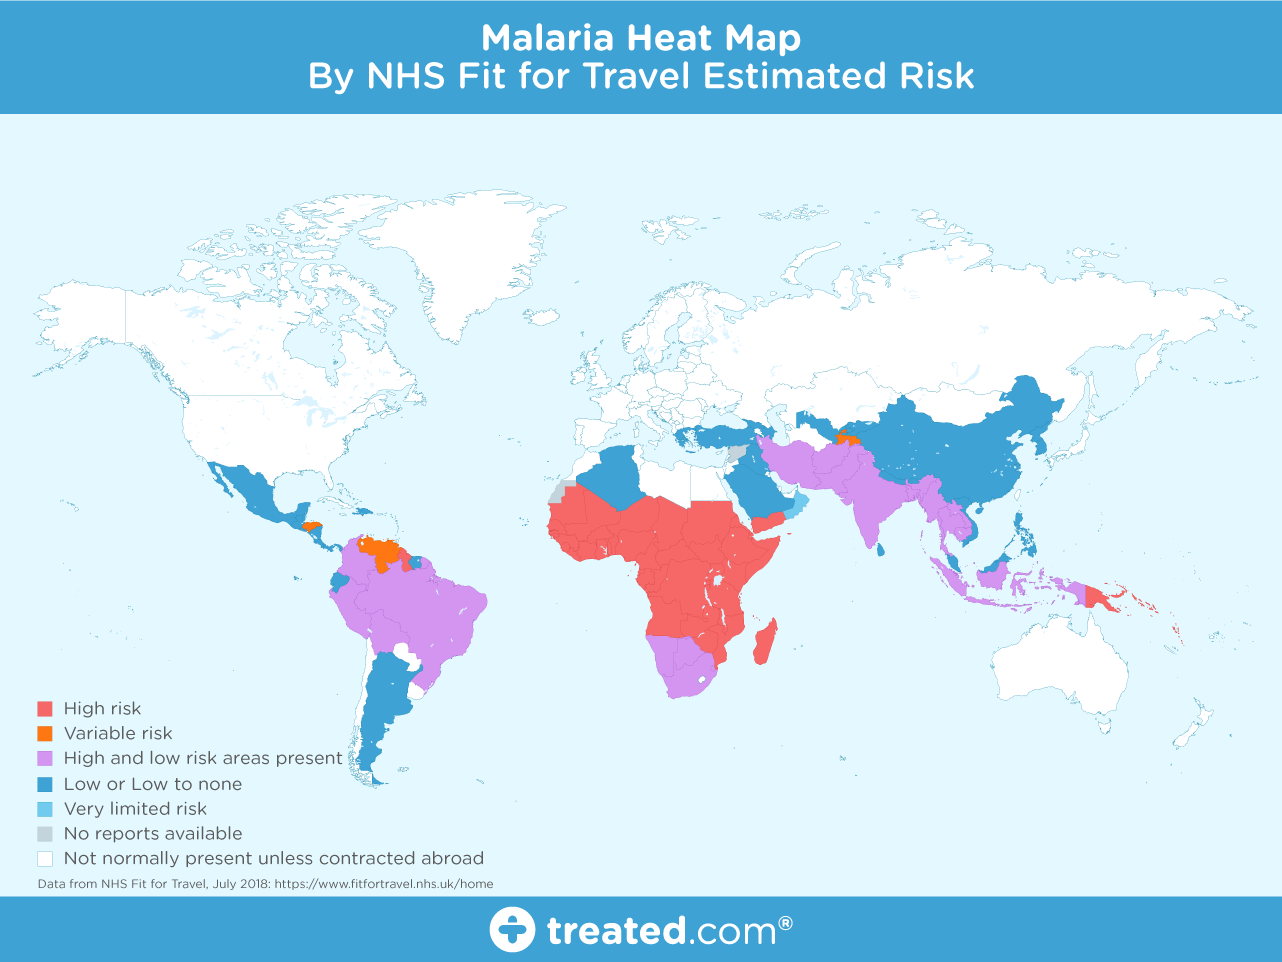 Malaria Heat Map
By NHS Fit for Travel Estimated Risk
High risk
Variable risk
High and low risk areas present
Low or Low to none
Very limited risk
No reports available
Not normally present unless contracted abroad
Data from NHS Fit for Travel, July 2018: https://www.fitfortravel.nhs.uk/home
treated.com®